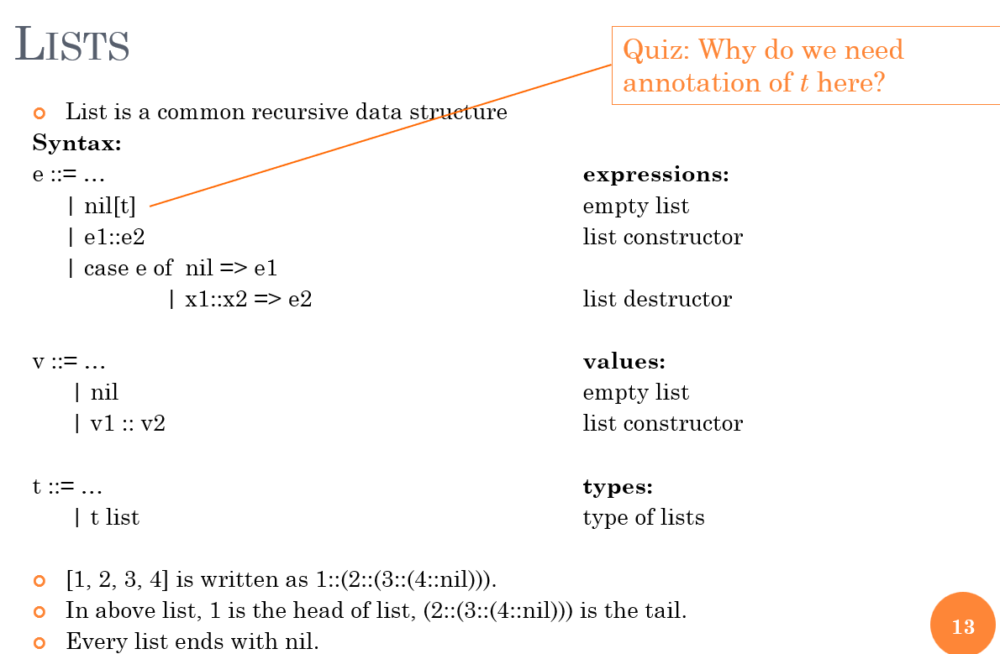 LISTS
Quiz: Why do we need
annotation of t here?
List is a common recursive data structure
Syntax:
e ::= … expressions:
| nil[t] empty list
| e1::e2 list constructor
| case e of nil => e1
| x1::x2 => e2 list destructor
v ::= … values:
| nil empty list
| v1 :: v2 list constructor
t ::= … types:
| t list type of lists
[1, 2, 3, 4] is written as 1::(2::(3::(4::nil))).
In above list, 1 is the head of list, (2::(3::(4::nil))) is the tail.
Every list ends with nil.
13